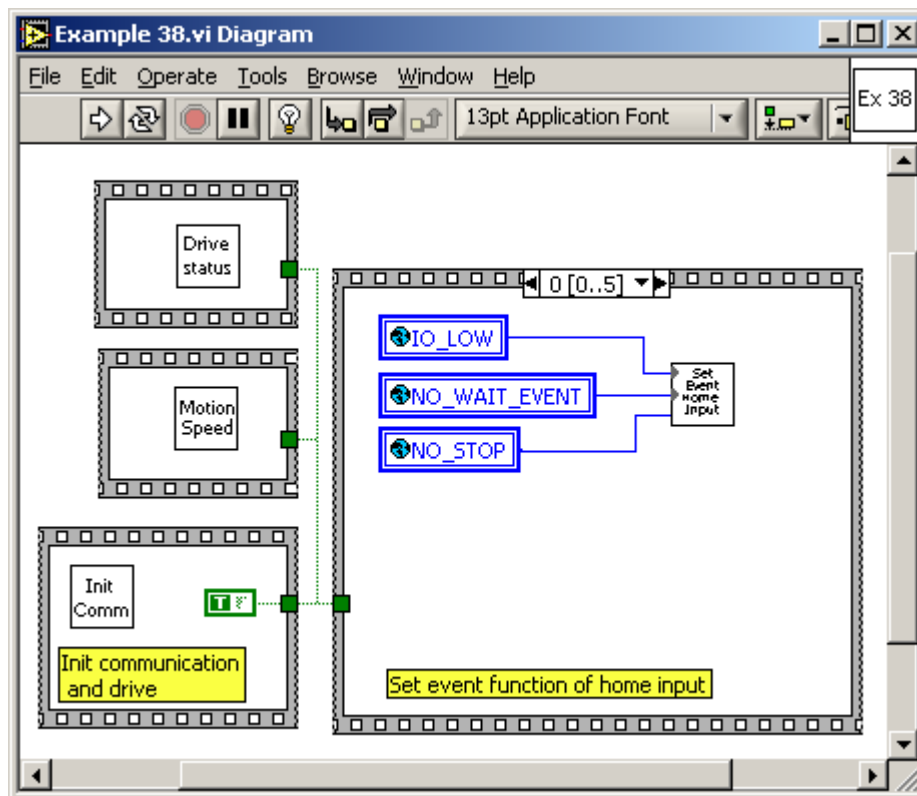 Example 38.vi Diagram
File Edit Operate Tools Browse Window Help
Ex 38
13pt Application Font
Drive
status
0 [0..5]
IO_LOW
Set
Event
Home
Input
NO_WAIT_EVENT
NO_STOP
Motion
Speed
Init
Comm
T
Init communication
and drive
Set event function of home input